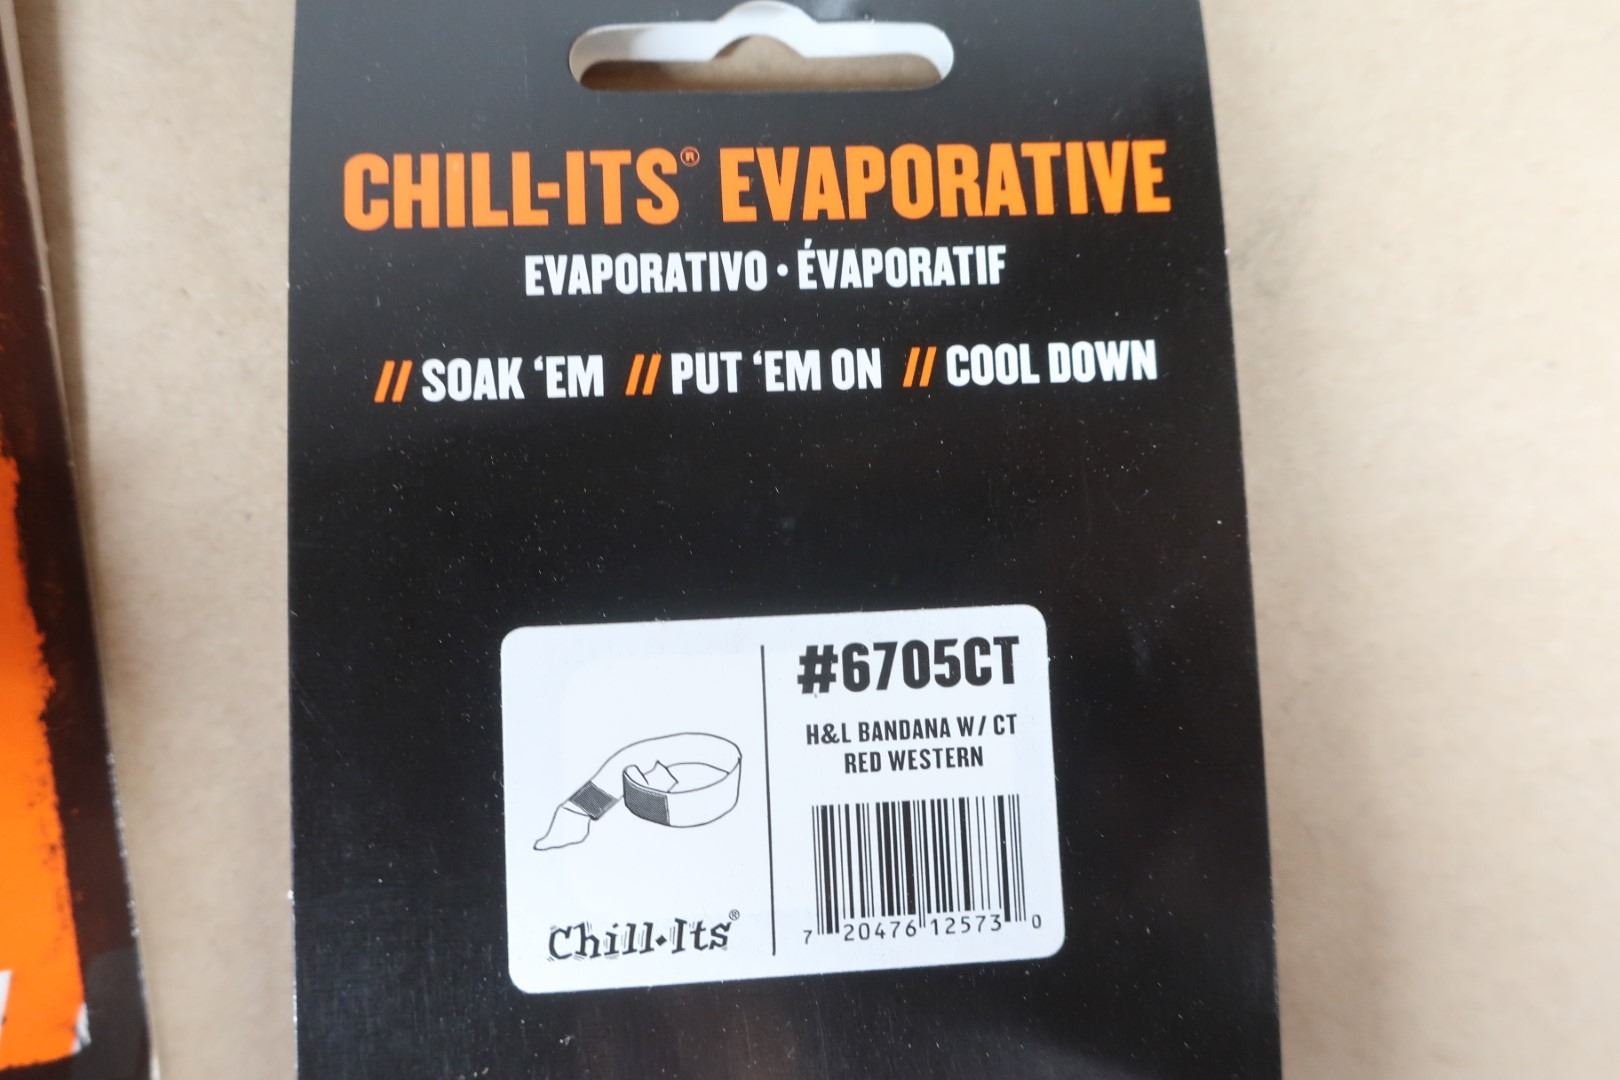 CHILL-ITS® EVAPORATIVE
EVAPORATIVO • ÉVAPORATIF
// SOAK ‘EM // PUT ‘EM ON // COOL DOWN
#6705CT
H&L BANDANA W/ CT
RED WESTERN
7 20476 12573 0
Chill-Its®